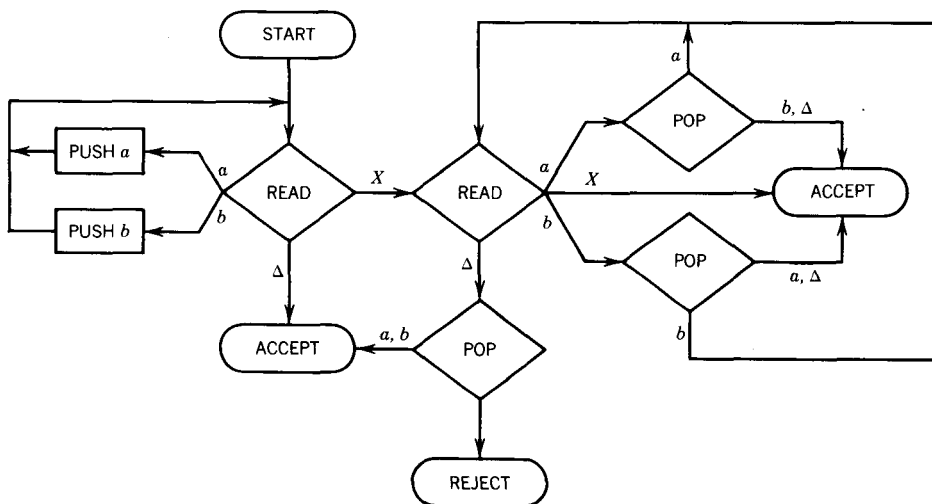 START
a
POP
b, Δ
PUSH a
a
READ
X
READ
a
X
ACCEPT
PUSH b
b
b
POP
a, Δ
Δ
Δ
b
ACCEPT
a, b
POP
REJECT